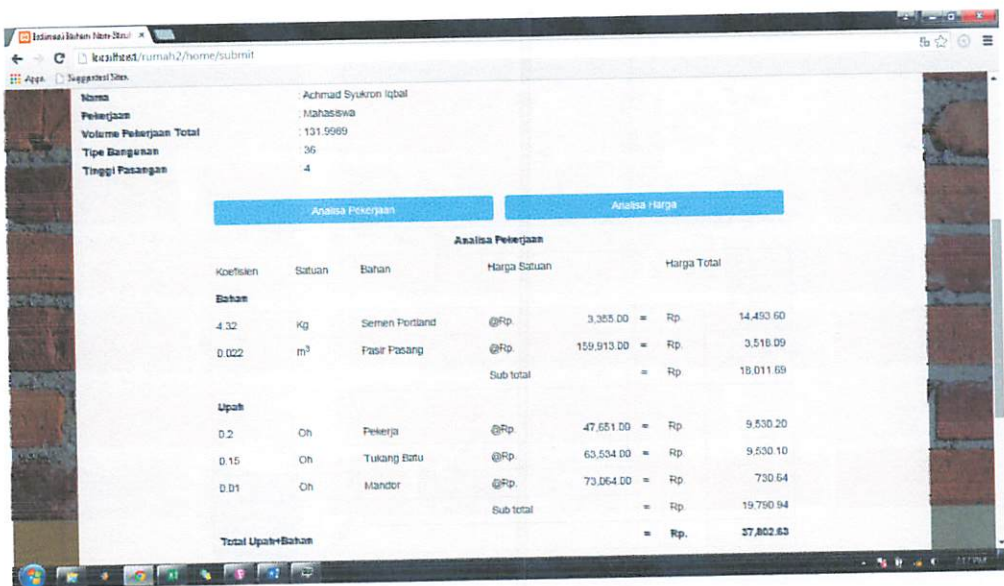 localhost/rumah2/home/submit
Apps Suggested Sites
Nama : Achmad Syukron Iqbal
Pekerjaan : Mahasiswa
Volume Pekerjaan Total : 131.9989
Tipe Bangunan : 36
Tinggi Pasangan : 4
Analisa Pekerjaan Analisa Harga
Analisa Pekerjaan
Koefisien Satuan Bahan Harga Satuan Harga Total
Bahan
4.32 Kg Semen Portland @Rp. 3,355.00 = Rp. 14,493.60
0.022 m³ Pasir Pasang @Rp. 159,913.00 = Rp. 3,518.09
Sub total = Rp. 18,011.69
Upah
0.2 Oh Pekerja @Rp. 47,651.00 = Rp. 9,530.20
0.15 Oh Tukang Batu @Rp. 63,534.00 = Rp. 9,530.10
0.01 Oh Mandor @Rp. 73,064.00 = Rp. 730.64
Sub total = Rp. 19,790.94
Total Upah+Bahan = Rp. 37,802.63